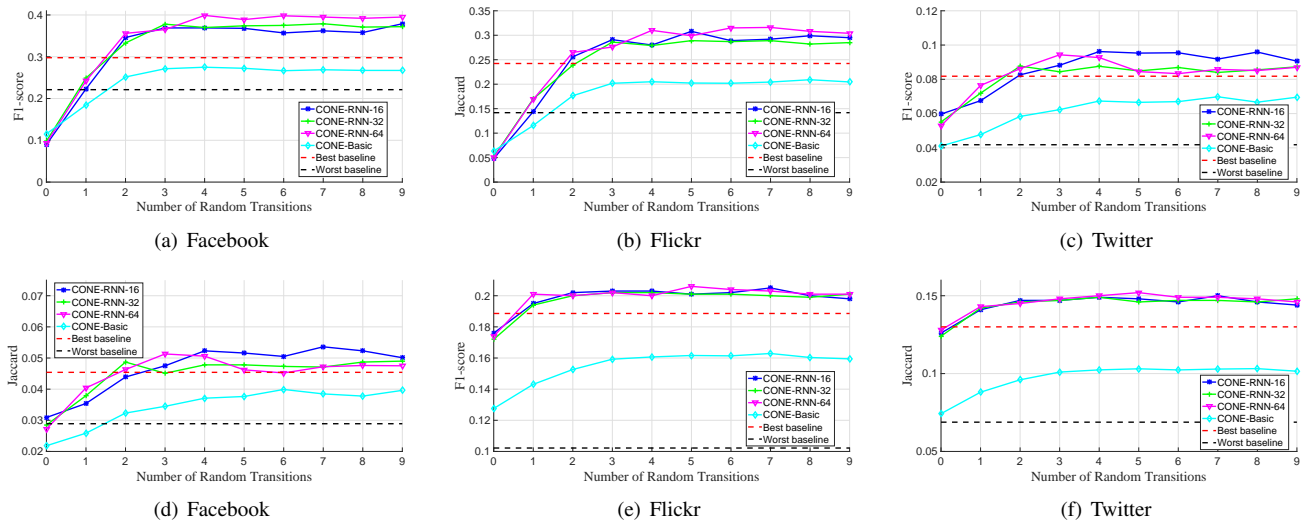 F1-score
0.4
0.3
0.2
0.1
0
CONE-RNN-16
CONE-RNN-32
CONE-RNN-64
CONE-Basic
Best baseline
Worst baseline
0 1 2 3 4 5 6 7 8 9
Number of Random Transitions
(a) Facebook
Jaccard
0.35
0.3
0.25
0.2
0.15
0.1
0.05
0
CONE-RNN-16
CONE-RNN-32
CONE-RNN-64
CONE-Basic
Best baseline
Worst baseline
0 1 2 3 4 5 6 7 8 9
Number of Random Transitions
(b) Flickr
F1-score
0.12
0.1
0.08
0.06
0.04
0.02
CONE-RNN-16
CONE-RNN-32
CONE-RNN-64
CONE-Basic
Best baseline
Worst baseline
0 1 2 3 4 5 6 7 8 9
Number of Random Transitions
(c) Twitter
Jaccard
0.07
0.06
0.05
0.04
0.03
0.02
CONE-RNN-16
CONE-RNN-32
CONE-RNN-64
CONE-Basic
Best baseline
Worst baseline
0 1 2 3 4 5 6 7 8 9
Number of Random Transitions
(d) Facebook
F1-score
0.2
0.18
0.16
0.14
0.12
0.1
CONE-RNN-16
CONE-RNN-32
CONE-RNN-64
CONE-Basic
Best baseline
Worst baseline
0 1 2 3 4 5 6 7 8 9
Number of Random Transitions
(e) Flickr
Jaccard
0.15
0.1
0.05
CONE-RNN-16
CONE-RNN-32
CONE-RNN-64
CONE-Basic
Best baseline
Worst baseline
0 1 2 3 4 5 6 7 8 9
Number of Random Transitions
(f) Twitter